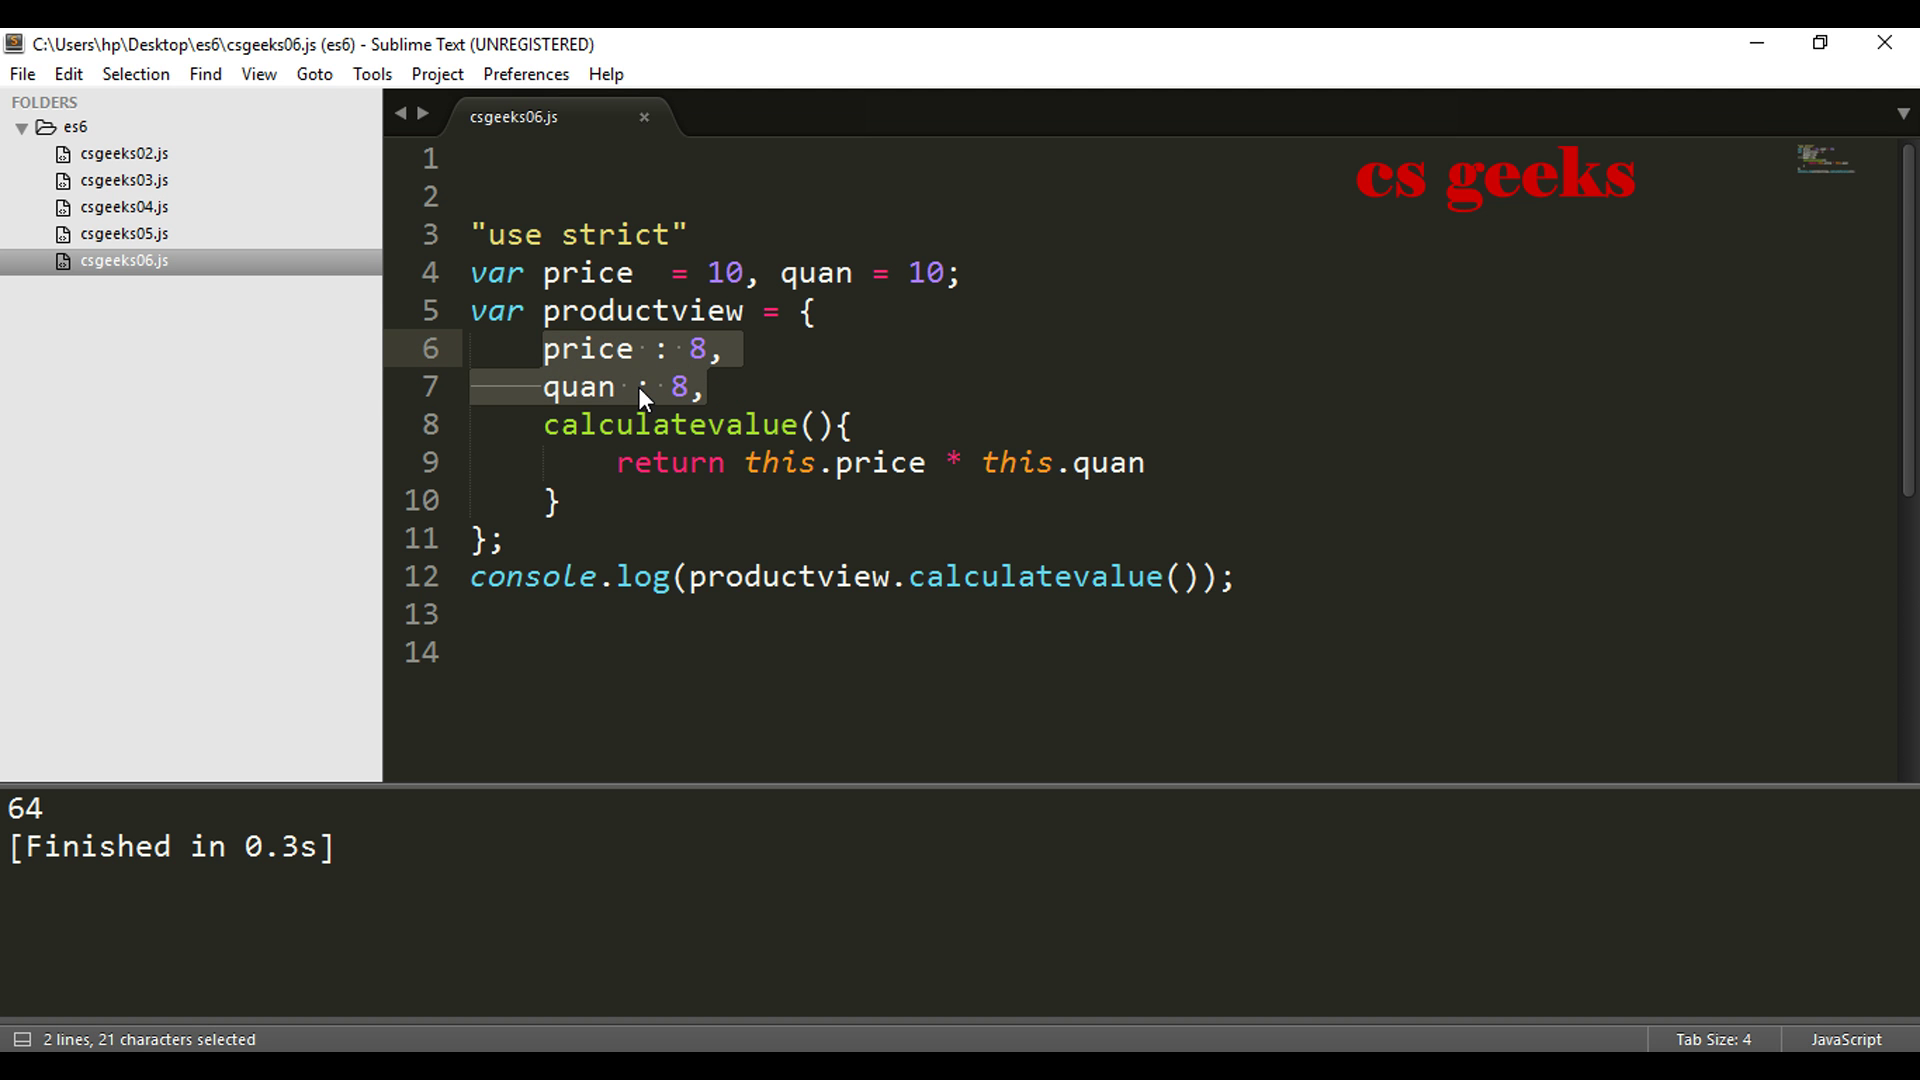 C:\Users\hp\Desktop\es6\csgeeks06.js (es6) - Sublime Text (UNREGISTERED)
File Edit Selection Find View Goto Tools Project Preferences Help
FOLDERS
es6
csgeeks02.js
csgeeks03.js
csgeeks04.js
csgeeks05.js
csgeeks06.js
csgeeks06.js ×
cs geeks
1
2
3 "use strict"
4 var price  = 10, quan = 10;
5 var productview = {
6     price : 8,
7     quan : 8,
8     calculatevalue(){
9         return this.price * this.quan
10     }
11 };
12 console.log(productview.calculatevalue());
13
14
64
[Finished in 0.3s]
2 lines, 21 characters selected
Tab Size: 4 JavaScript